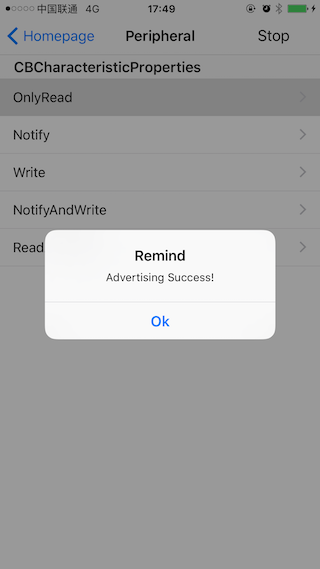 中国联通 4G 17:49
Homepage Peripheral Stop
CBCharacteristicProperties
OnlyRead
Notify
Write
NotifyAndWrite
Read
Remind
Advertising Success!
Ok